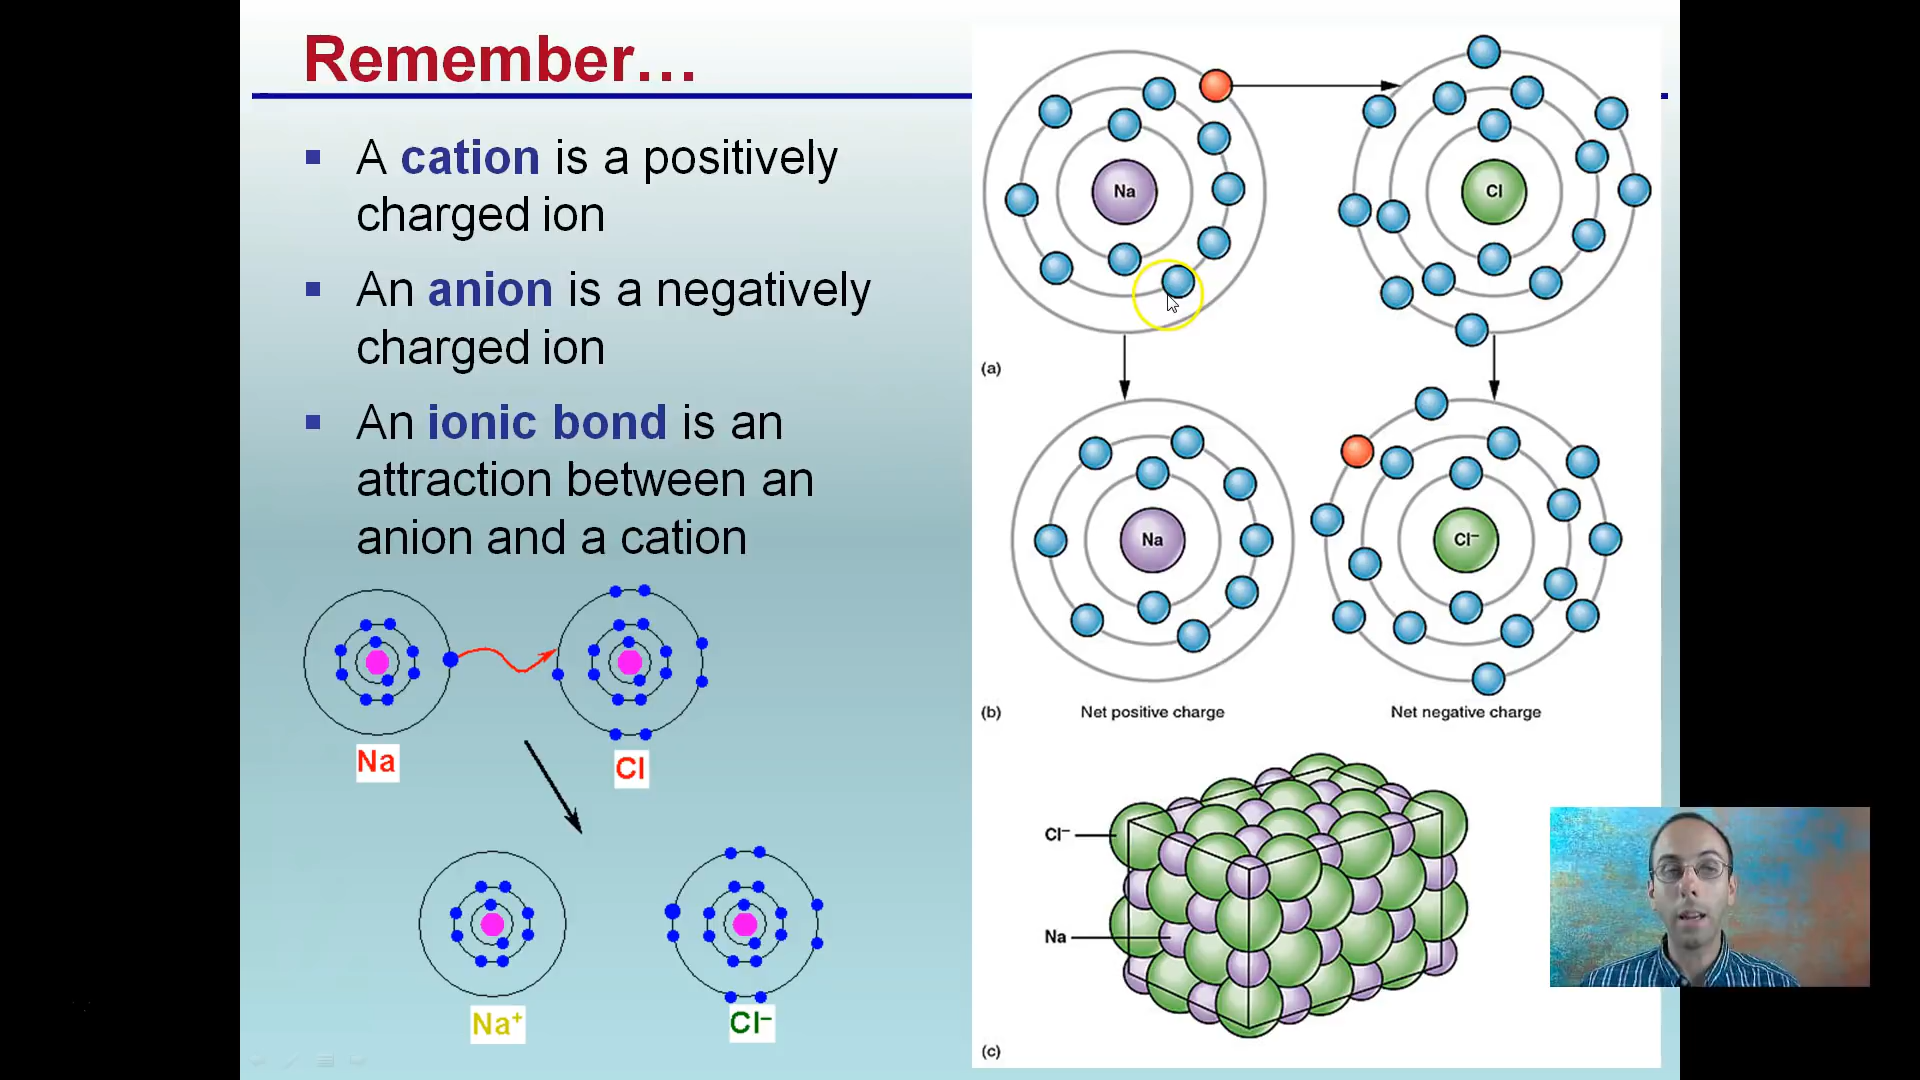 Remember…
A cation is a positively
charged ion
An anion is a negatively
charged ion
An ionic bond is an
attraction between an
anion and a cation
Na
Cl
Na⁺
Cl⁻
Na
Cl
(a)
Na
Cl⁻
(b)
Net positive charge
Net negative charge
Cl⁻
Na
(c)